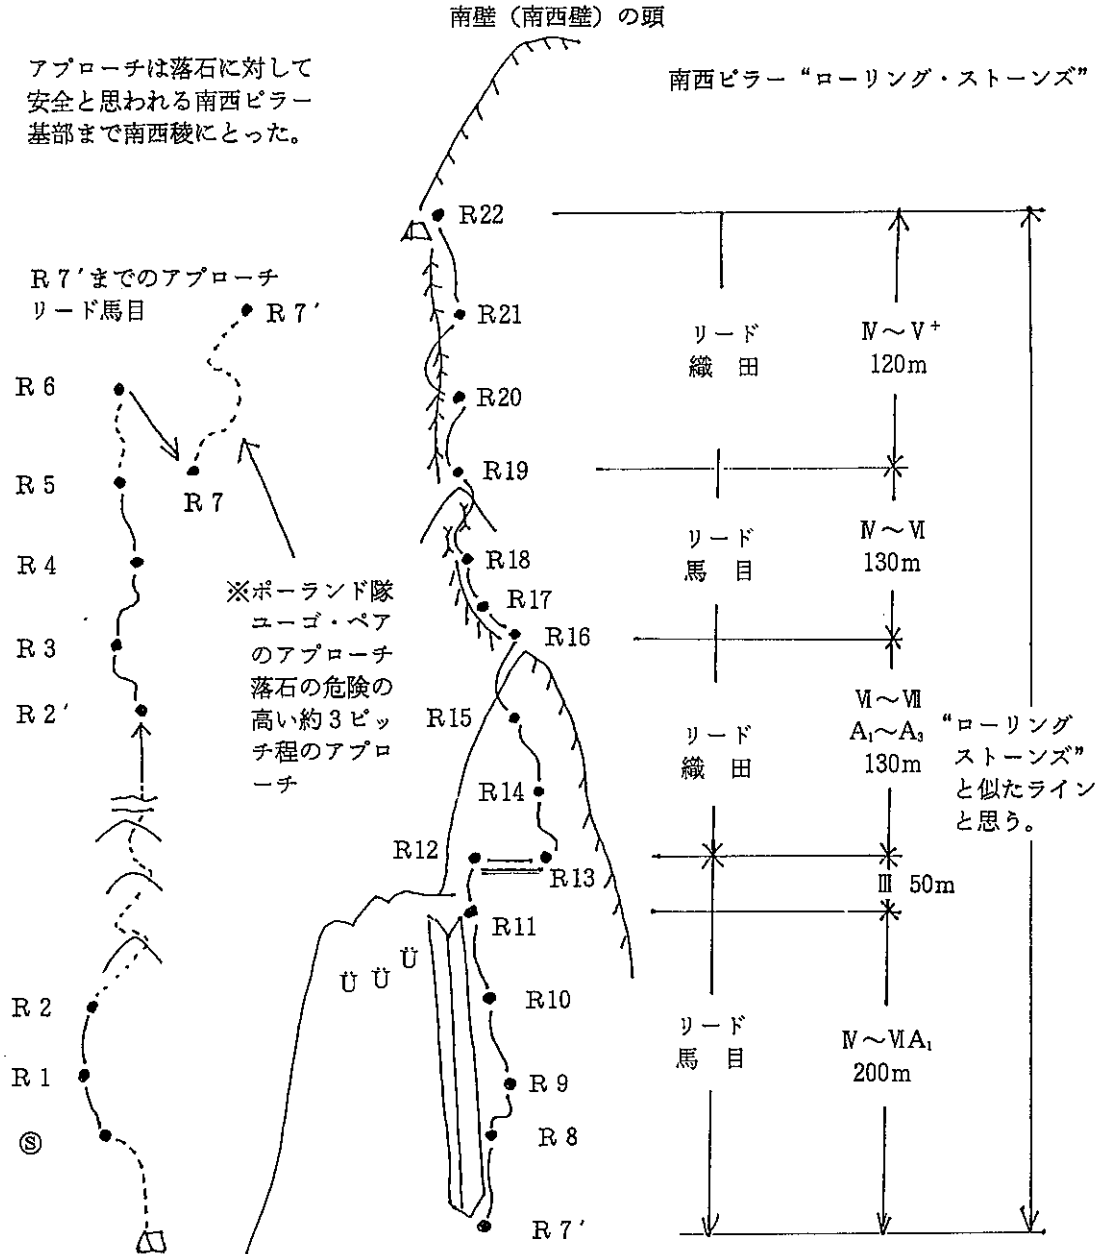 南壁（南西壁）の頭
アプローチは落石に対して
安全と思われる南西ピラー
基部まで南西稜にとった。
南西ピラー“ローリング・ストーンズ”
R7′までのアプローチ
リード馬目
R7′
R6
R7
R5
R4
R3
R2′
※ポーランド隊
ユーゴ・ペア
のアプローチ
落石の危険の
高い約3ピッ
チ程のアプロ
ーチ
R2
R1
Ⓢ
R22
R21
R20
R19
R18
R17
R16
R15
R14
R12
R13
R11
Ü Ü Ü
R10
R9
R8
R7′
リード
織田
Ⅳ～Ⅴ⁺
120m
リード
馬目
Ⅳ～Ⅵ
130m
リード
織田
Ⅵ～Ⅶ
A₁～A₃
130m
“ローリング
ストーンズ”
と似たライン
と思う。
Ⅲ 50m
リード
馬目
Ⅳ～ⅥA₁
200m